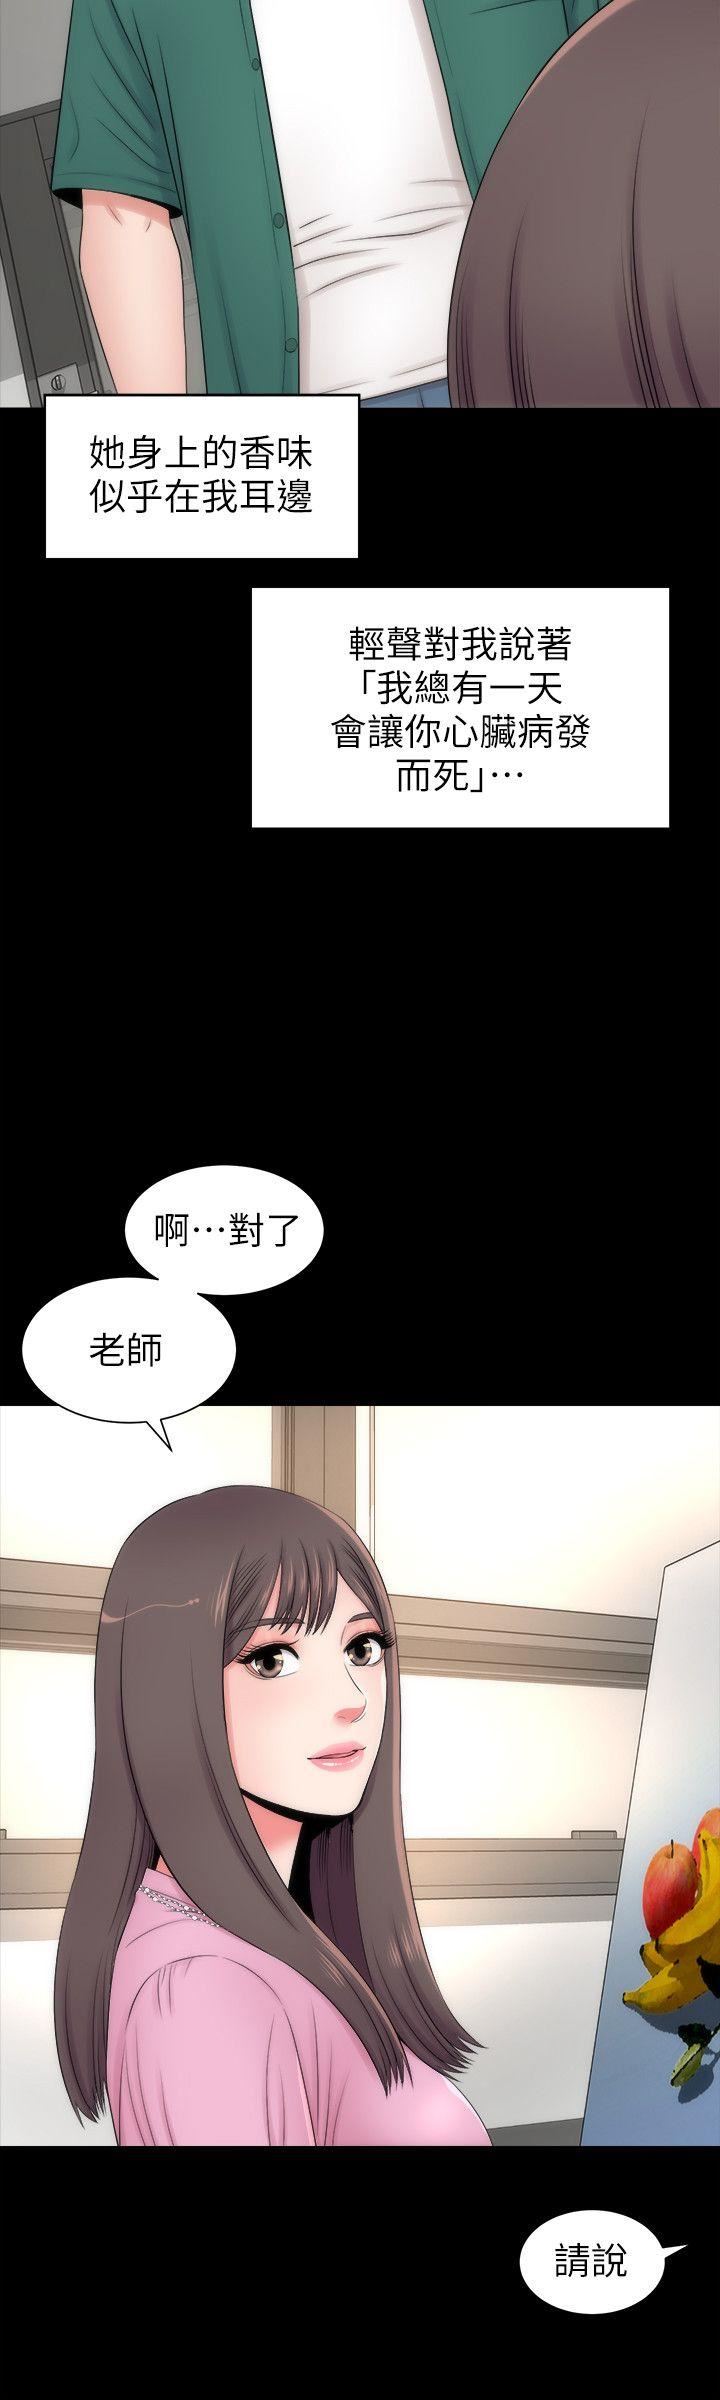 她身上的香味
似乎在我耳邊
輕聲對我說著
「我總有一天
會讓你心臟病發
而死」…
啊…對了
老師
請說